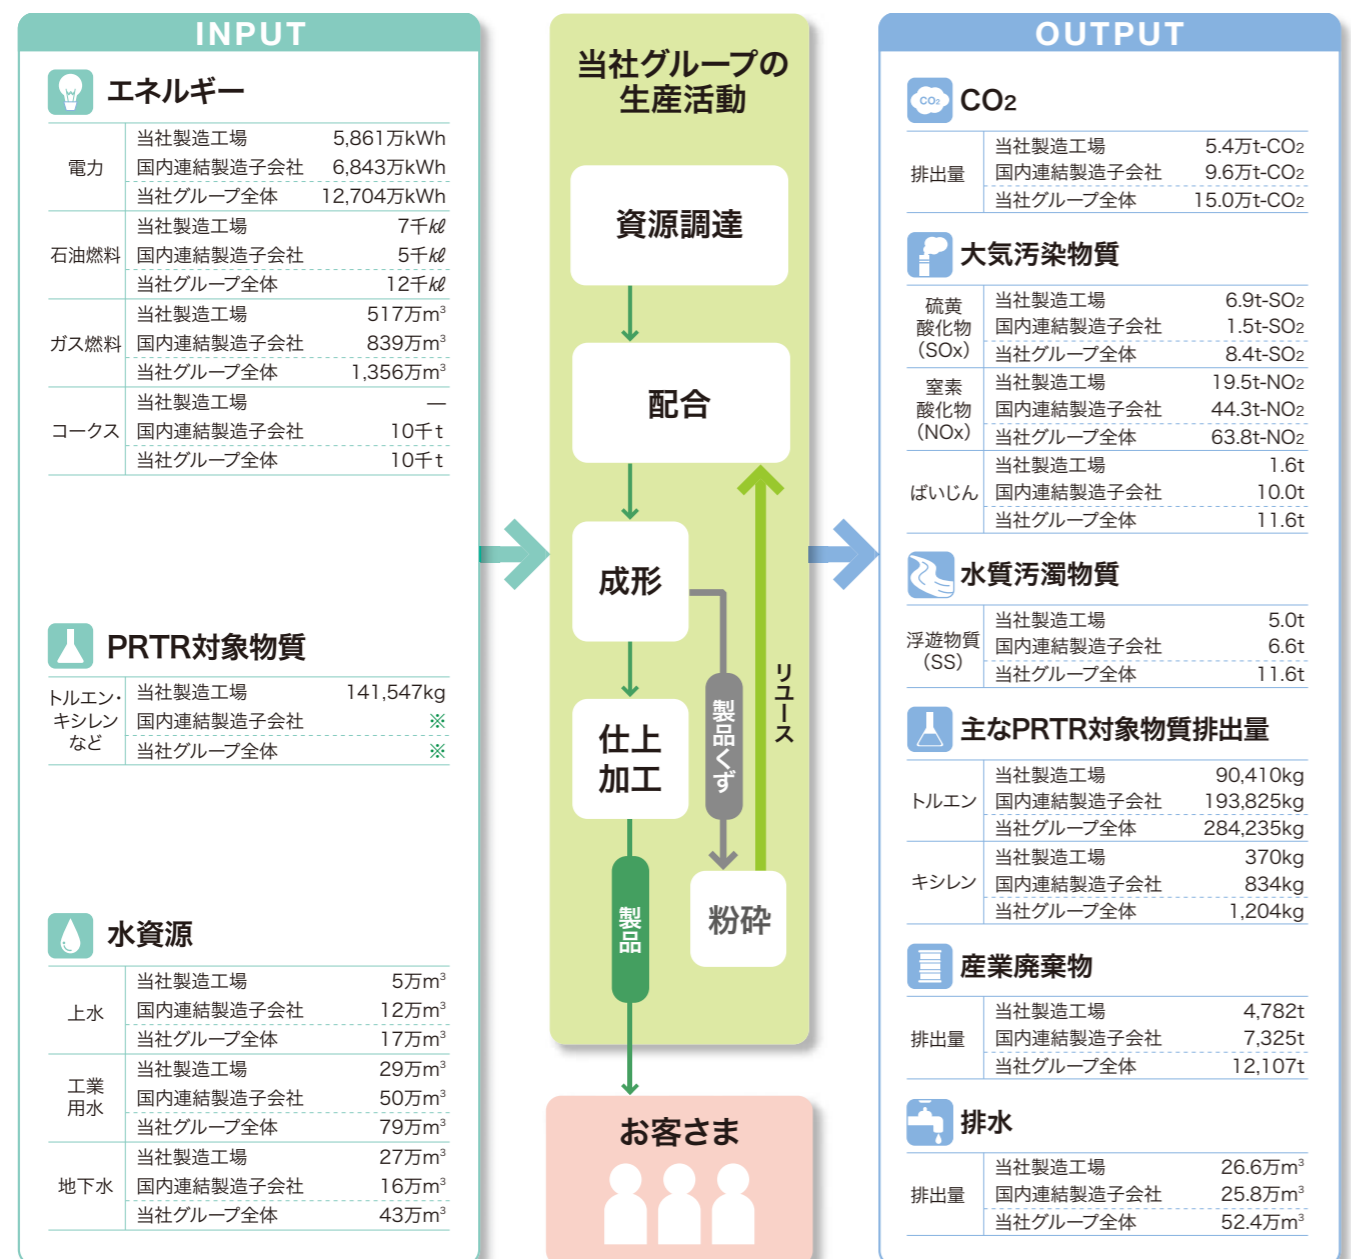 INPUT
エネルギー
電力
当社製造工場 5,861万kWh
国内連結製造子会社 6,843万kWh
当社グループ全体 12,704万kWh
石油燃料
当社製造工場 7千㎘
国内連結製造子会社 5千㎘
当社グループ全体 12千㎘
ガス燃料
当社製造工場 517万m³
国内連結製造子会社 839万m³
当社グループ全体 1,356万m³
コークス
当社製造工場 —
国内連結製造子会社 10千t
当社グループ全体 10千t
PRTR対象物質
トルエン・
キシレン
など
当社製造工場 141,547kg
国内連結製造子会社 ※
当社グループ全体 ※
水資源
上水
当社製造工場 5万m³
国内連結製造子会社 12万m³
当社グループ全体 17万m³
工業
用水
当社製造工場 29万m³
国内連結製造子会社 50万m³
当社グループ全体 79万m³
地下水
当社製造工場 27万m³
国内連結製造子会社 16万m³
当社グループ全体 43万m³
当社グループの
生産活動
資源調達
配合
成形
仕上
加工
製品くず
リユース
粉砕
製品
お客さま
OUTPUT
CO₂
CO₂
排出量
当社製造工場 5.4万t-CO₂
国内連結製造子会社 9.6万t-CO₂
当社グループ全体 15.0万t-CO₂
大気汚染物質
硫黄
酸化物
（SOx）
当社製造工場 6.9t-SO₂
国内連結製造子会社 1.5t-SO₂
当社グループ全体 8.4t-SO₂
窒素
酸化物
（NOx）
当社製造工場 19.5t-NO₂
国内連結製造子会社 44.3t-NO₂
当社グループ全体 63.8t-NO₂
ばいじん
当社製造工場 1.6t
国内連結製造子会社 10.0t
当社グループ全体 11.6t
水質汚濁物質
浮遊物質
（SS）
当社製造工場 5.0t
国内連結製造子会社 6.6t
当社グループ全体 11.6t
主なPRTR対象物質排出量
トルエン
当社製造工場 90,410kg
国内連結製造子会社 193,825kg
当社グループ全体 284,235kg
キシレン
当社製造工場 370kg
国内連結製造子会社 834kg
当社グループ全体 1,204kg
産業廃棄物
排出量
当社製造工場 4,782t
国内連結製造子会社 7,325t
当社グループ全体 12,107t
排水
排出量
当社製造工場 26.6万m³
国内連結製造子会社 25.8万m³
当社グループ全体 52.4万m³